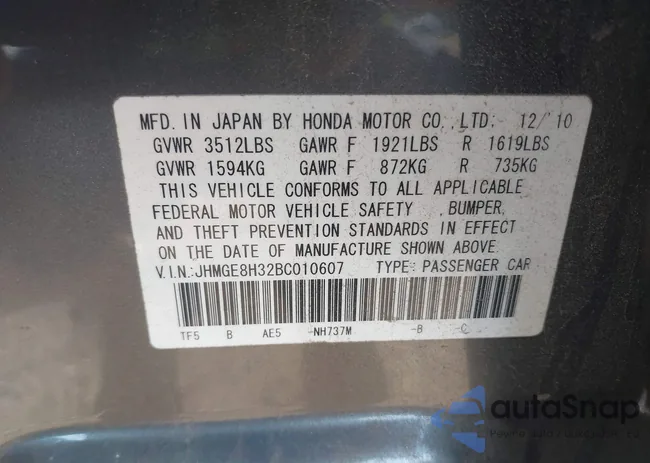 MFD. IN JAPAN BY HONDA MOTOR CO.,LTD. 12/'10
GVWR 3512LBS GAWR F 1921LBS R 1619LBS
GVWR 1594KG GAWR F 872KG R 735KG
THIS VEHICLE CONFORMS TO ALL APPLICABLE
FEDERAL MOTOR VEHICLE SAFETY ,BUMPER,
AND THEFT PREVENTION STANDARDS IN EFFECT
ON THE DATE OF MANUFACTURE SHOWN ABOVE
V.I.N.:JHMGE8H32BC010607 TYPE: PASSENGER CAR
TF5 B AE5 -NH737M -B -C
autoSnap